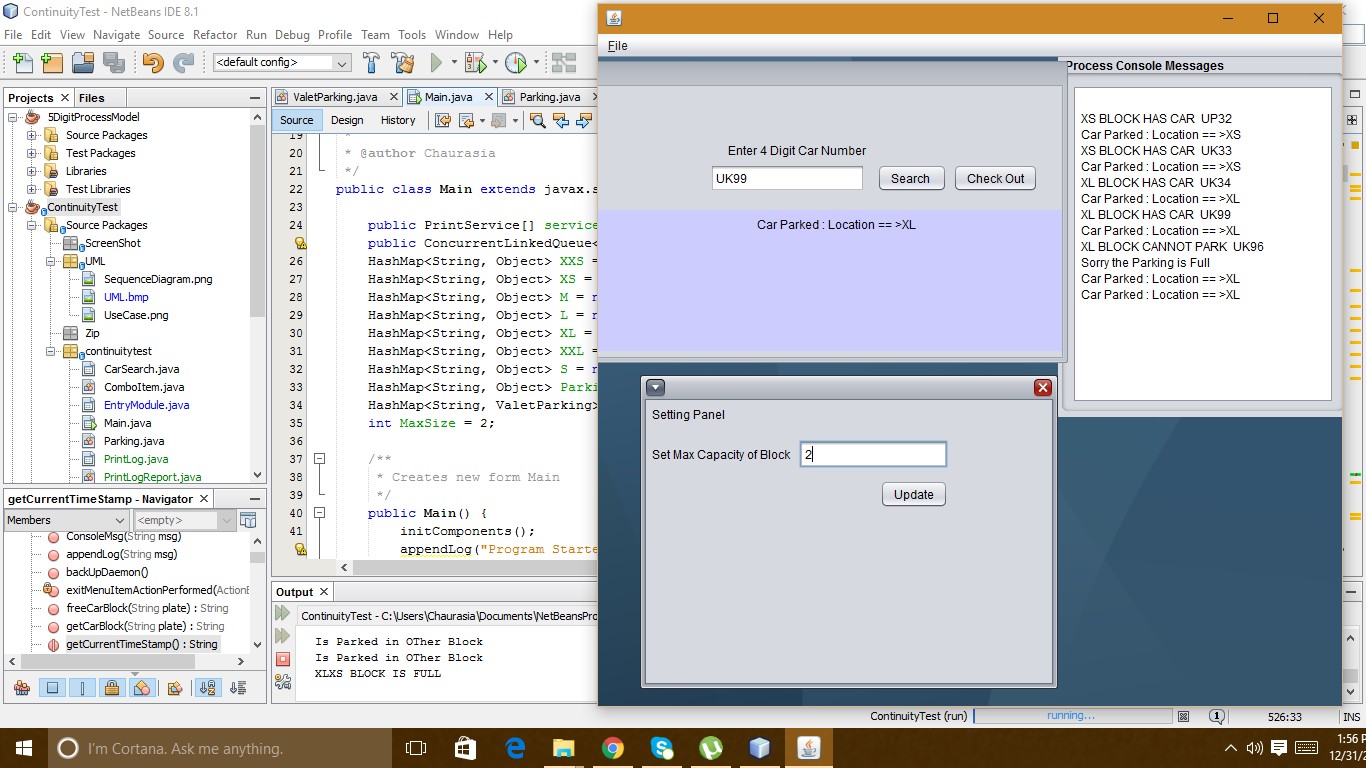 ContinuityTest - NetBeans IDE 8.1
File Edit View Navigate Source Refactor Run Debug Profile Team Tools Window Help
<default config>
Projects
Files
5DigitProcessModel
Source Packages
Test Packages
Libraries
Test Libraries
ContinuityTest
Source Packages
ScreenShot
UML
SequenceDiagram.png
UML.bmp
UseCase.png
Zip
continuitytest
CarSearch.java
ComboItem.java
EntryModule.java
Main.java
Parking.java
PrintLog.java
PrintLogReport.java
getCurrentTimeStamp - Navigator
Members
<empty>
ConsoleMsg(String msg)
appendLog(String msg)
backUpDaemon()
exitMenuItemActionPerformed(ActionE
freeCarBlock(String plate) : String
getCarBlock(String plate) : String
getCurrentTimeStamp() : String
ValetParking.java
Main.java
Parking.java
Source Design History
19 *
20 * @author Chaurasia
21 */
22 public class Main extends javax.s
23
24 public PrintService[] service
public ConcurrentLinkedQueue<
26 HashMap<String, Object> XXS =
27 HashMap<String, Object> XS =
28 HashMap<String, Object> M = n
29 HashMap<String, Object> L = n
30 HashMap<String, Object> XL =
31 HashMap<String, Object> XXL =
32 HashMap<String, Object> S = n
33 HashMap<String, Object> Parki
34 HashMap<String, ValetParking>
35 int MaxSize = 2;
36
37 /**
38 * Creates new form Main
39 */
40 public Main() {
41 initComponents();
appendLog("Program Starte
Output
ContinuityTest - C:\Users\Chaurasia\Documents\NetBeansPro
Is Parked in OTher Block
Is Parked in OTher Block
XLXS BLOCK IS FULL
File
Enter 4 Digit Car Number
UK99
Search
Check Out
Car Parked : Location == >XL
Process Console Messages
XS BLOCK HAS CAR UP32
Car Parked : Location == >XS
XS BLOCK HAS CAR UK33
Car Parked : Location == >XS
XL BLOCK HAS CAR UK34
Car Parked : Location == >XL
XL BLOCK HAS CAR UK99
Car Parked : Location == >XL
XL BLOCK CANNOT PARK UK96
Sorry the Parking is Full
Car Parked : Location == >XL
Car Parked : Location == >XL
Setting Panel
Set Max Capacity of Block
2
Update
ContinuityTest (run)
running...
1
526:33
INS
I'm Cortana. Ask me anything.
1:56 P
12/31/2